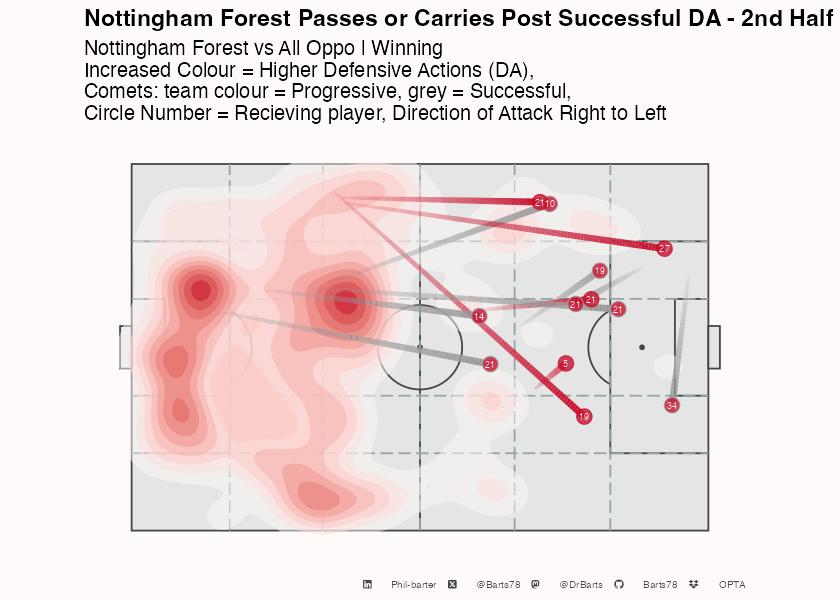 Nottingham Forest Passes or Carries Post Successful DA - 2nd Half
Nottingham Forest vs All Oppo I Winning
Increased Colour = Higher Defensive Actions (DA),
Comets: team colour = Progressive, grey = Successful,
Circle Number = Recieving player, Direction of Attack Right to Left
21 10
27
19
21 21
21
14
21
5
34
19
Phil-barter @Barts78 @DrBarts Barts78 OPTA